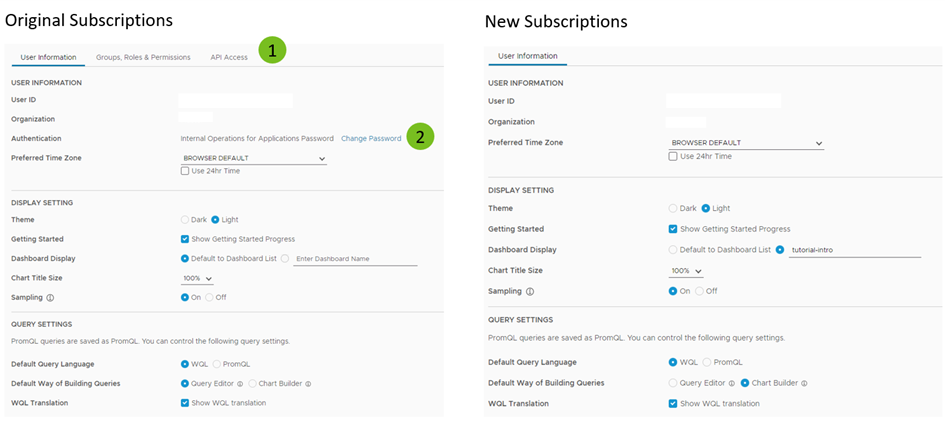 Original Subscriptions
User Information Groups, Roles & Permissions API Access 1
USER INFORMATION
User ID
Organization
Authentication Internal Operations for Applications Password Change Password 2
Preferred Time Zone BROWSER DEFAULT
Use 24hr Time
DISPLAY SETTING
Theme Dark Light
Getting Started Show Getting Started Progress
Dashboard Display Default to Dashboard List Enter Dashboard Name
Chart Title Size 100%
Sampling On Off
QUERY SETTINGS
PromQL queries are saved as PromQL. You can control the following query settings.
Default Query Language WQL PromQL
Default Way of Building Queries Query Editor Chart Builder
WQL Translation Show WQL translation
New Subscriptions
User Information
USER INFORMATION
User ID
Organization
Preferred Time Zone BROWSER DEFAULT
Use 24hr Time
DISPLAY SETTING
Theme Dark Light
Getting Started Show Getting Started Progress
Dashboard Display Default to Dashboard List tutorial-intro
Chart Title Size 100%
Sampling On Off
QUERY SETTINGS
PromQL queries are saved as PromQL. You can control the following query settings.
Default Query Language WQL PromQL
Default Way of Building Queries Query Editor Chart Builder
WQL Translation Show WQL translation